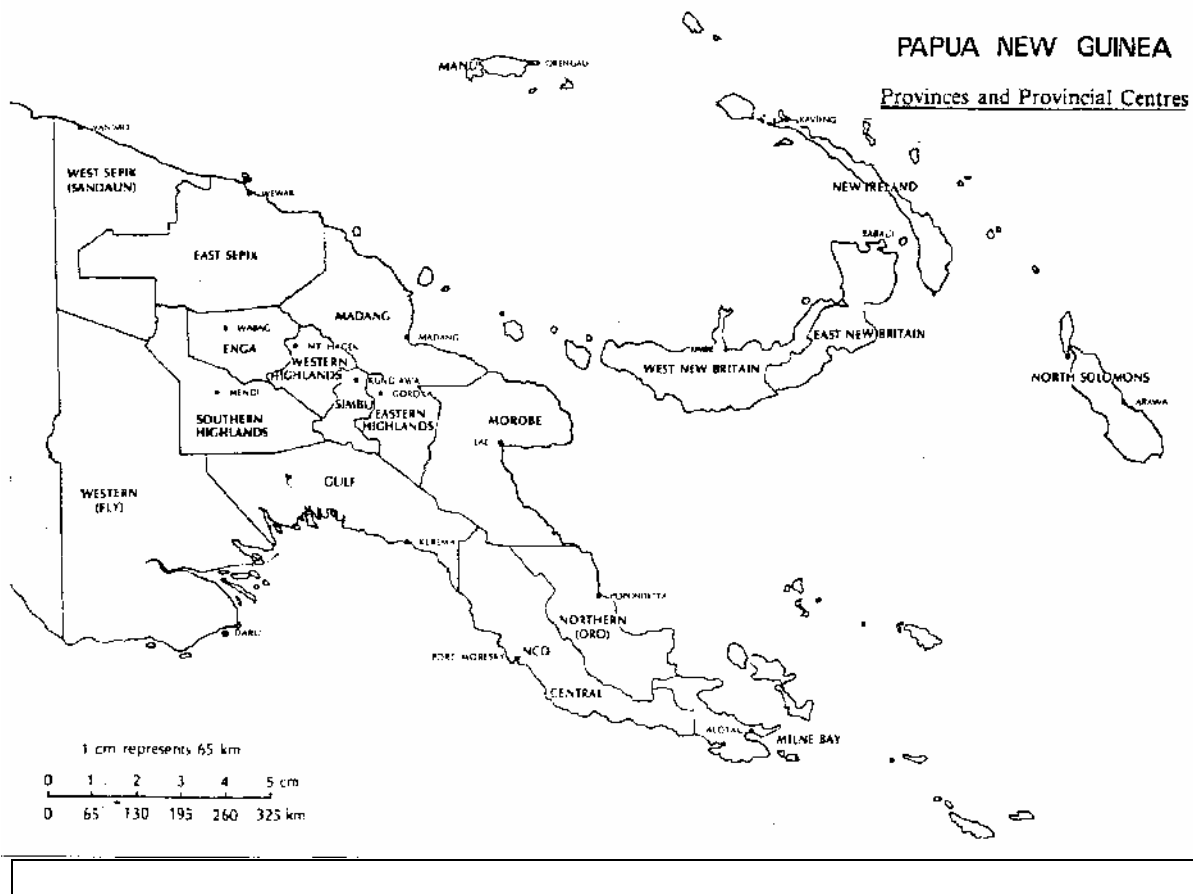 PAPUA NEW GUINEA
Provinces and Provincial Centres
KAVIENG
WEST SEPIK
(SANDAUN)
WEWAK
NEW IRELAND
EAST SEPIK
MADANG
MADANG
WABAG
ENGA
MT. HAGEN
WESTERN
HIGHLANDS
EAST NEW BRITAIN
WEST NEW BRITAIN
NORTH SOLOMONS
ARAWA
MENDI
KUNDIAWA
GOROKA
SIMBU
EASTERN
HIGHLANDS
SOUTHERN
HIGHLANDS
MOROBE
LAE
GULF
WESTERN
(FLY)
KEREMA
POPONDETTA
NORTHERN
(ORO)
DARU
PORT MORESBY
NCD
CENTRAL
ALOTAU
MILNE BAY
1 cm represents 65 km
0 1 2 3 4 5 cm
0 65 130 195 260 325 km